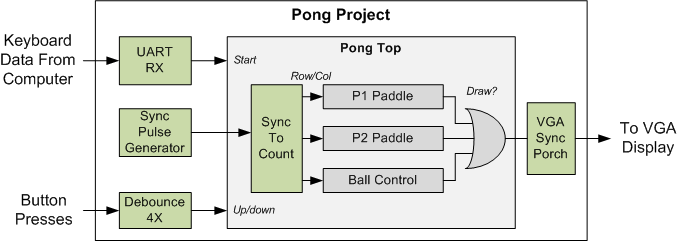 Pong Project
Keyboard
Data From
Computer
UART
RX
Pong Top
Start
Row/Col
P1 Paddle
Draw?
Sync
Pulse
Generator
Sync
To
Count
P2 Paddle
VGA
Sync
Porch
To VGA
Display
Ball Control
Button
Presses
Debounce
4X
Up/down